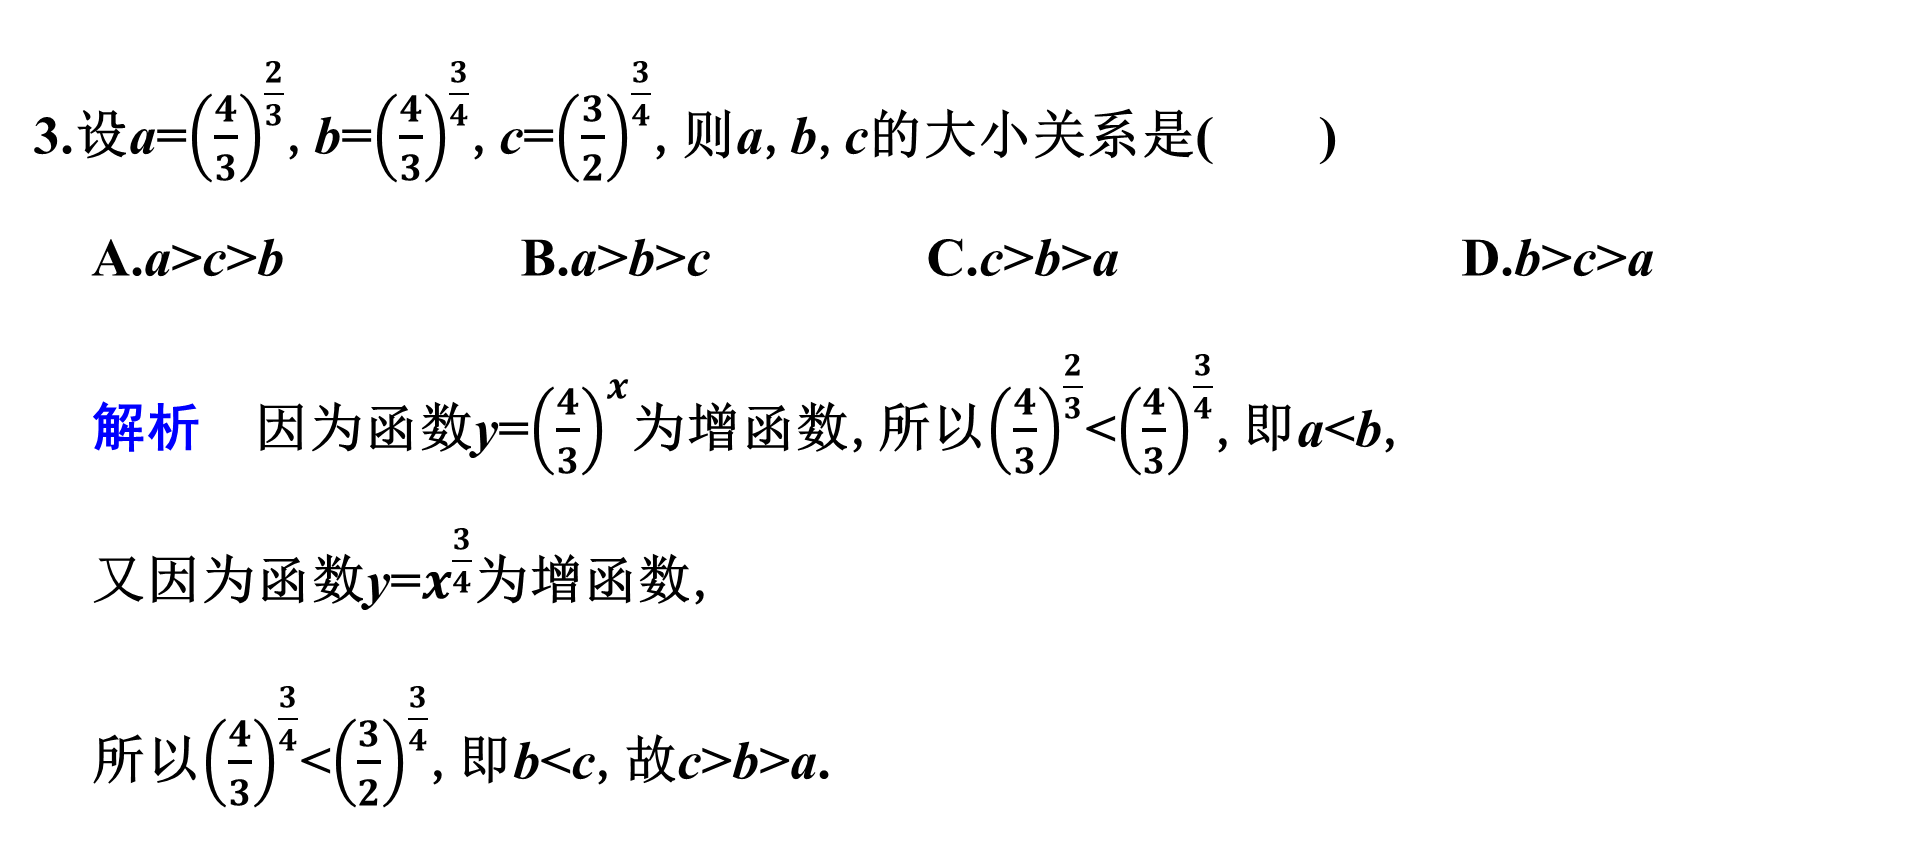 3.设a=(4/3)^(2/3), b=(4/3)^(3/4), c=(3/2)^(3/4), 则a, b, c的大小关系是(  )
A.a>c>b  B.a>b>c  C.c>b>a  D.b>c>a
解析 因为函数y=(4/3)^x为增函数, 所以(4/3)^(2/3)<(4/3)^(3/4), 即a<b,
又因为函数y=x^(3/4)为增函数,
所以(4/3)^(3/4)<(3/2)^(3/4), 即b<c, 故c>b>a.